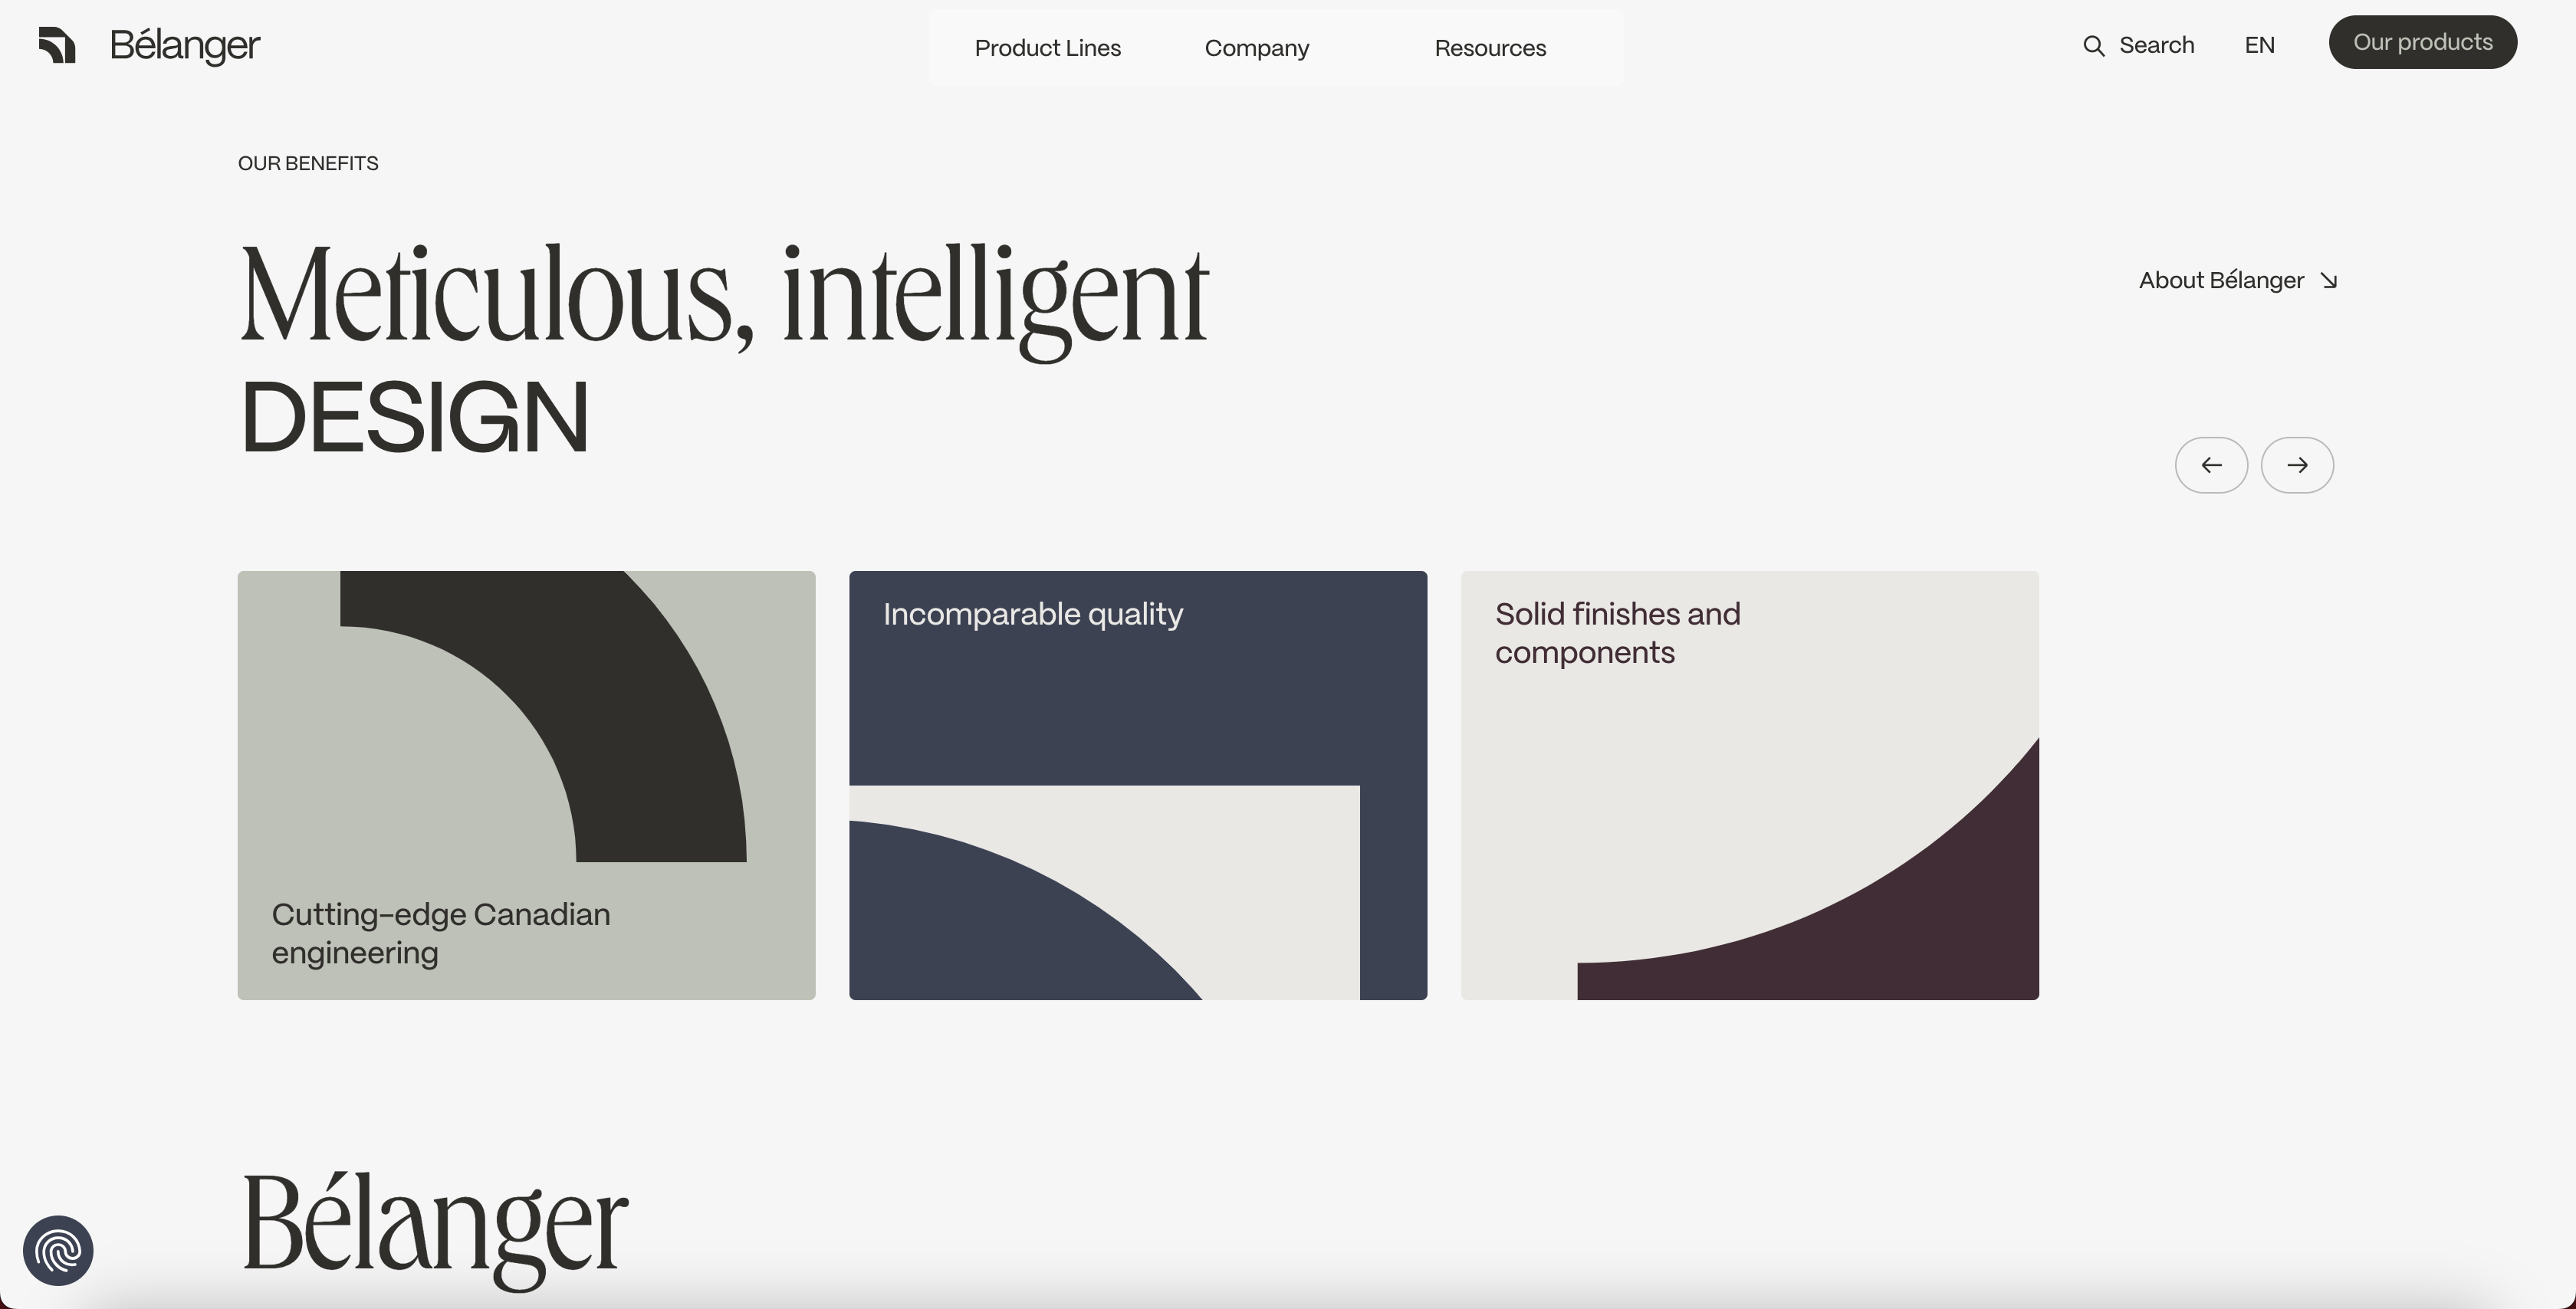 Bélanger
Product Lines
Company
Resources
Search
EN
Our products
OUR BENEFITS
Meticulous, intelligent
DESIGN
About Bélanger
Cutting-edge Canadian
engineering
Incomparable quality
Solid finishes and
components
Bélanger